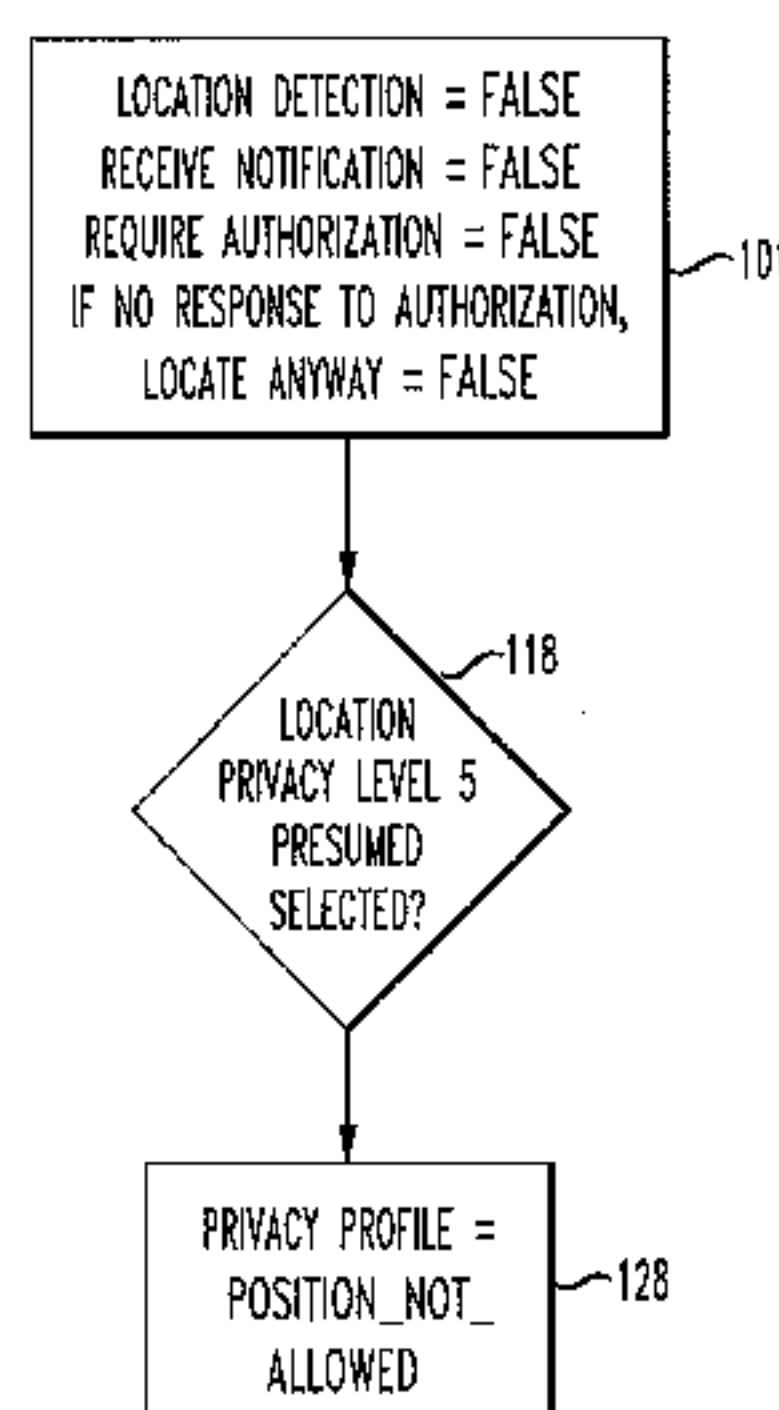 LOCATION DETECTION = FALSE
RECEIVE NOTIFICATION = FALSE
REQUIRE AUTHORIZATION = FALSE
IF NO RESPONSE TO AUTHORIZATION,
LOCATE ANYWAY = FALSE
118
LOCATION
PRIVACY LEVEL 5
PRESUMED
SELECTED?
PRIVACY PROFILE =
POSITION_NOT_
ALLOWED
128